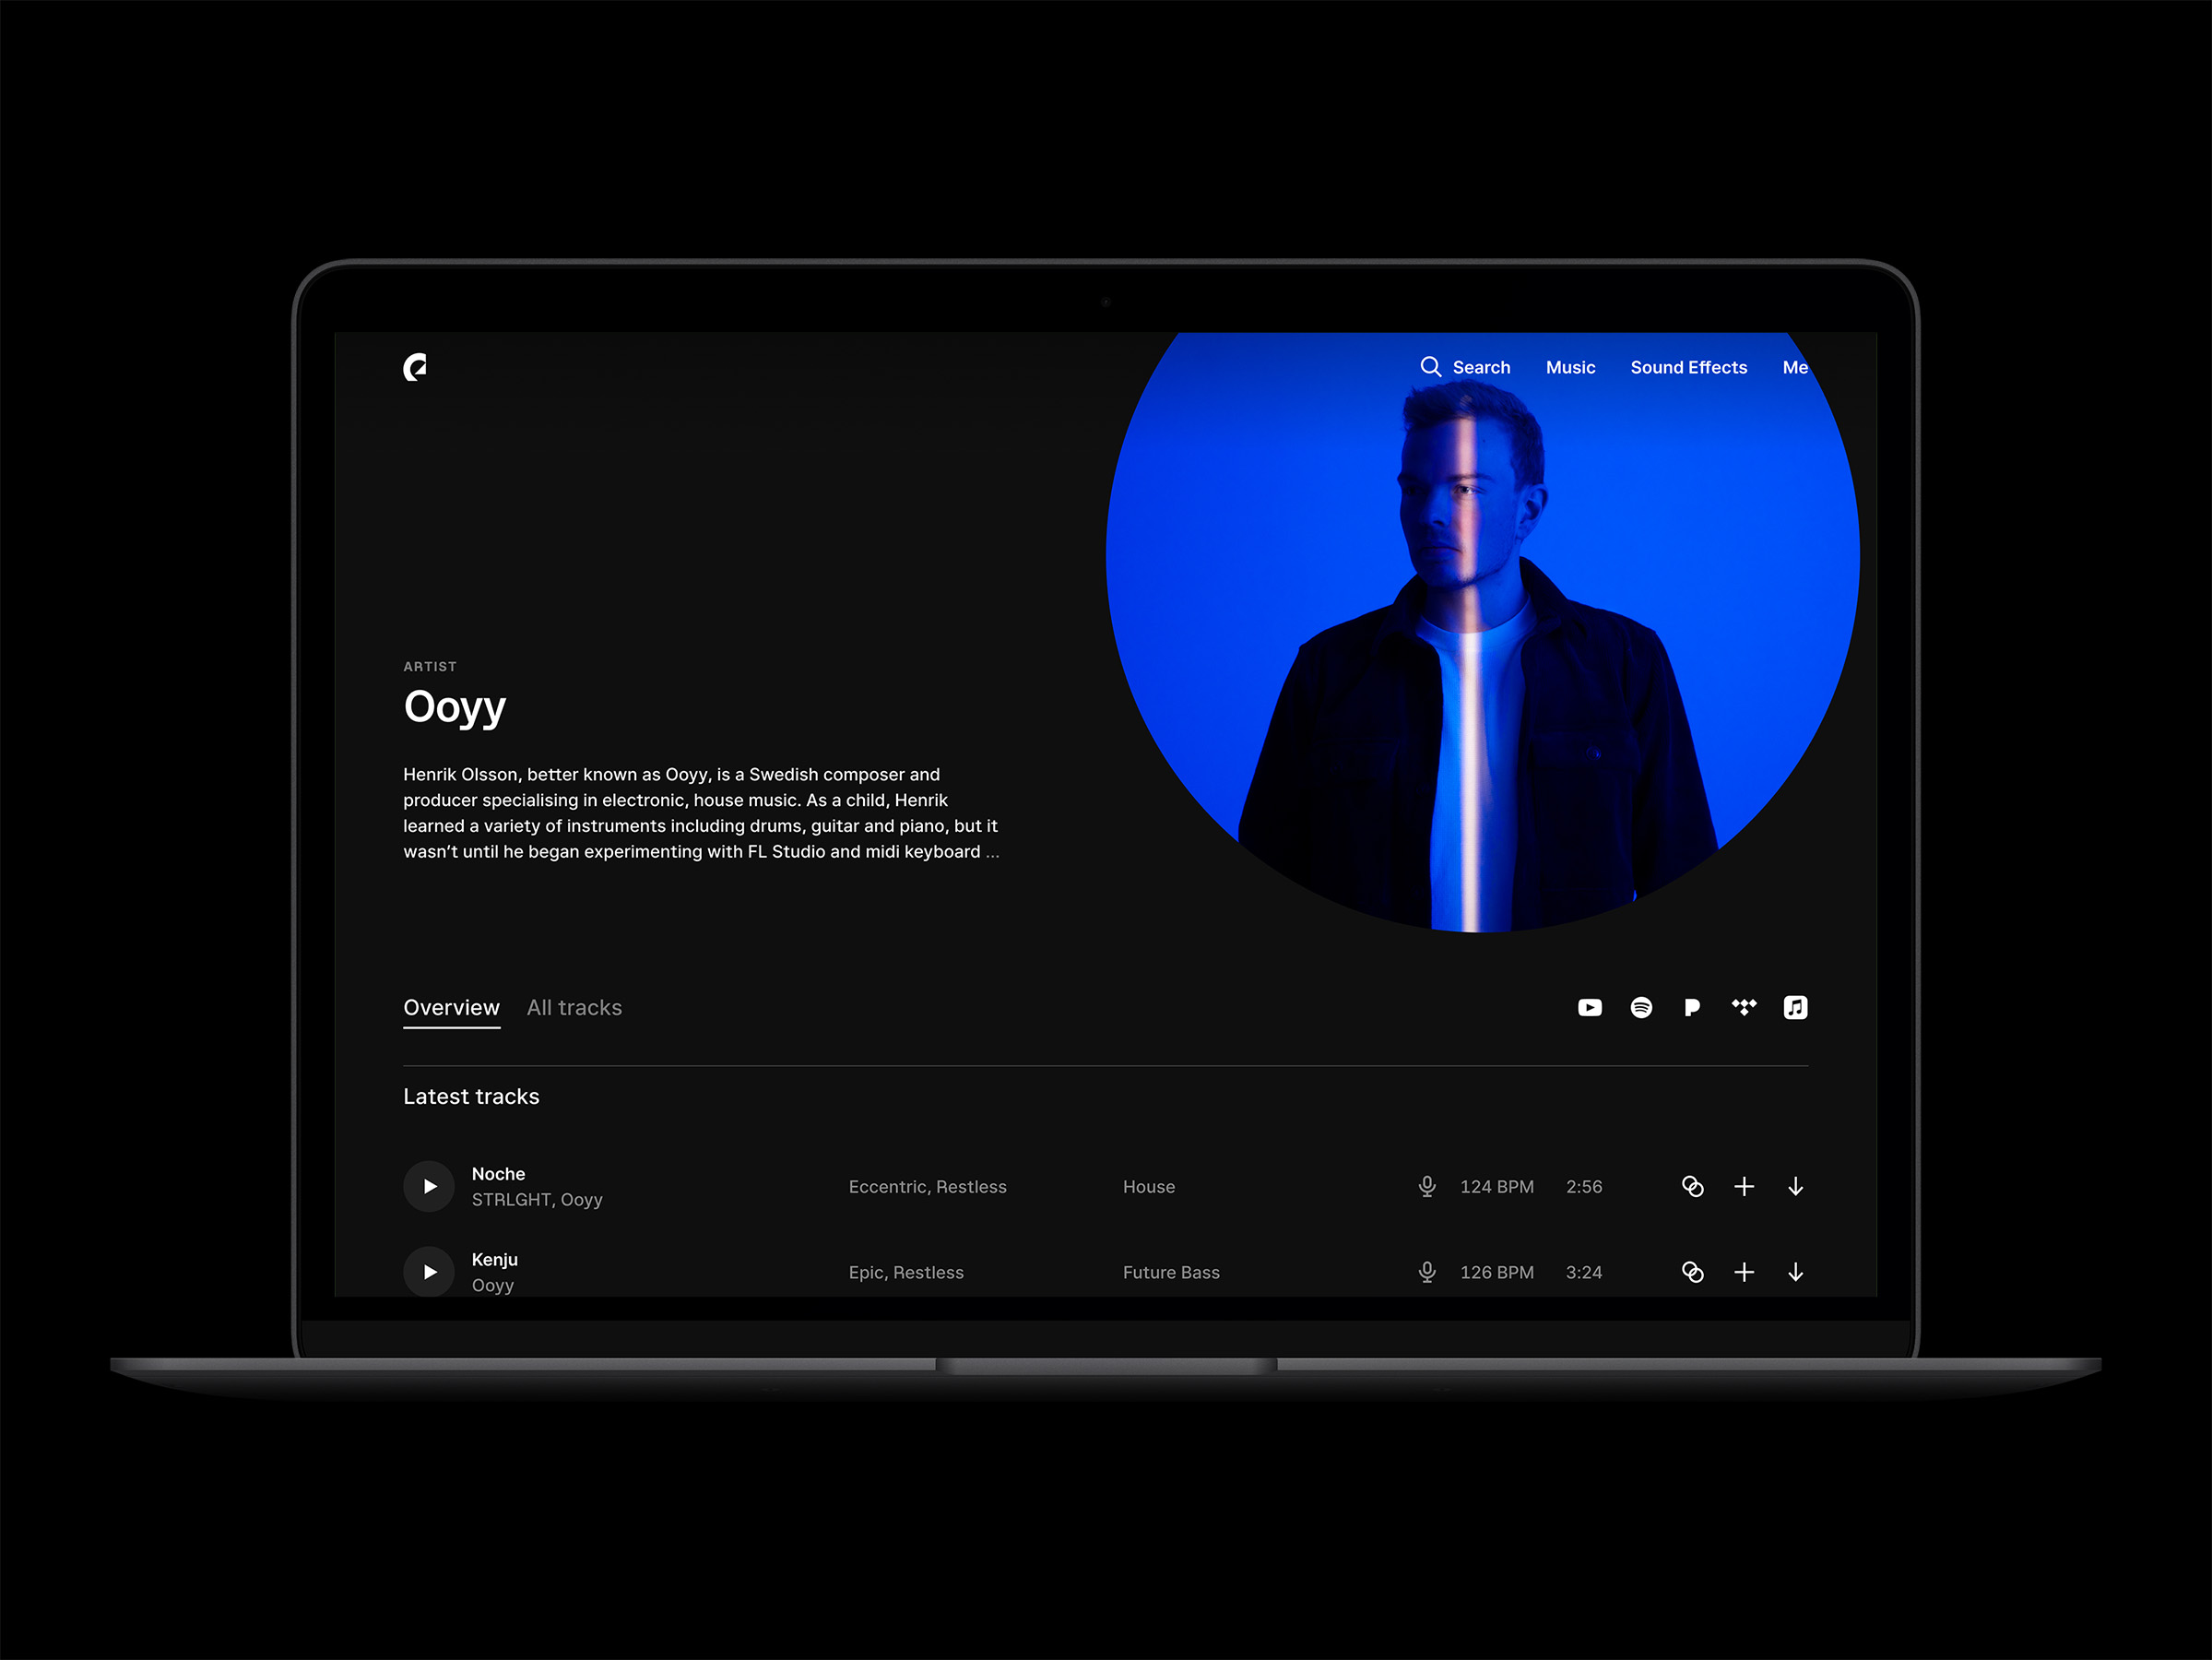 Search Music Sound Effects Me
ARTIST
Ooyy
Henrik Olsson, better known as Ooyy, is a Swedish composer and
producer specialising in electronic, house music. As a child, Henrik
learned a variety of instruments including drums, guitar and piano, but it
wasn’t until he began experimenting with FL Studio and midi keyboard ...
Overview All tracks
Latest tracks
Noche
STRLGHT, Ooyy
Eccentric, Restless
House
124 BPM 2:56
Kenju
Ooyy
Epic, Restless
Future Bass
126 BPM 3:24